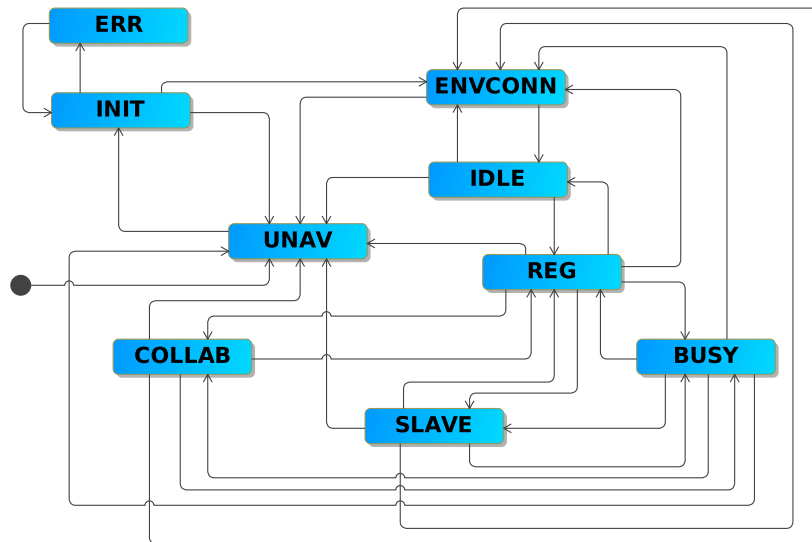 ERR
INIT
ENVCONN
IDLE
UNAV
REG
COLLAB
BUSY
SLAVE